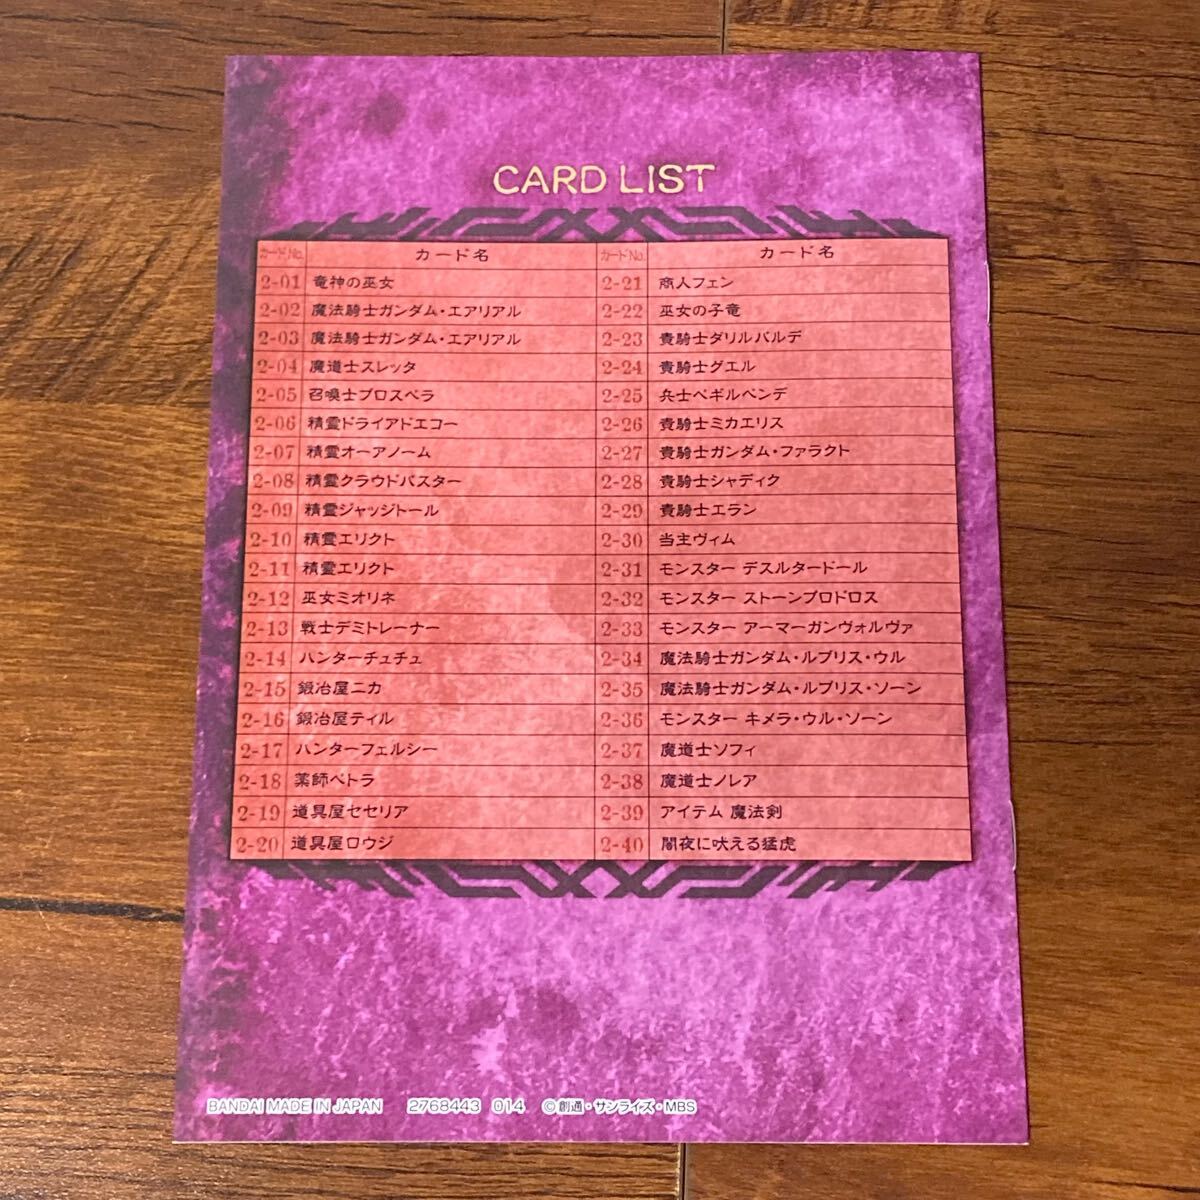 CARD LIST
カードNo. カード名 カードNo. カード名
2-01 竜神の巫女 2-21 商人フェン
2-02 魔法騎士ガンダム・エアリアル 2-22 巫女の子竜
2-03 魔法騎士ガンダム・エアリアル 2-23 貴騎士ダリルバルデ
2-04 魔道士スレッタ 2-24 貴騎士グエル
2-05 召喚士プロスペラ 2-25 兵士ベギルペンデ
2-06 精霊ドライアドエコー 2-26 貴騎士ミカエリス
2-07 精霊オーアノーム 2-27 貴騎士ガンダム・ファラクト
2-08 精霊クラウドバスター 2-28 貴騎士シャディク
2-09 精霊ジャッジトール 2-29 貴騎士エラン
2-10 精霊エリクト 2-30 当主ヴィム
2-11 精霊エリクト 2-31 モンスター デスルタードール
2-12 巫女ミオリネ 2-32 モンスター ストーンプロドロス
2-13 戦士デミトレーナー 2-33 モンスター アーマーガンヴォルヴァ
2-14 ハンターチュチュ 2-34 魔法騎士ガンダム・ルブリス・ウル
2-15 鍛冶屋ニカ 2-35 魔法騎士ガンダム・ルブリス・ソーン
2-16 鍛冶屋ティル 2-36 モンスター キメラ・ウル・ソーン
2-17 ハンターフェルシー 2-37 魔道士ソフィ
2-18 薬師ペトラ 2-38 魔道士ノレア
2-19 道具屋セセリア 2-39 アイテム 魔法剣
2-20 道具屋ロウジ 2-40 闇夜に吠える猛虎
BANDAI MADE IN JAPAN 2768443 014 ©創通・サンライズ・MBS